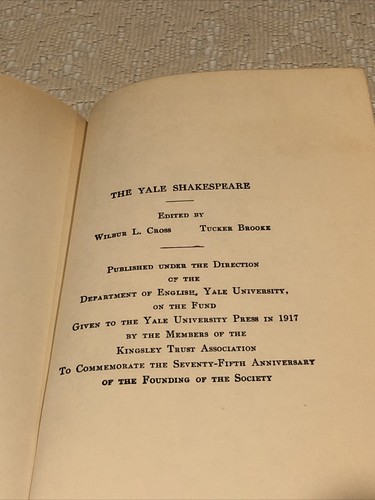 THE YALE SHAKESPEARE
EDITED BY
WILBUR L. CROSS TUCKER BROOKE
PUBLISHED UNDER THE DIRECTION
OF THE
DEPARTMENT OF ENGLISH, YALE UNIVERSITY,
ON THE FUND
GIVEN TO THE YALE UNIVERSITY PRESS IN 1917
BY THE MEMBERS OF THE
KINGSLEY TRUST ASSOCIATION
TO COMMEMORATE THE SEVENTY-FIFTH ANNIVERSARY
OF THE FOUNDING OF THE SOCIETY